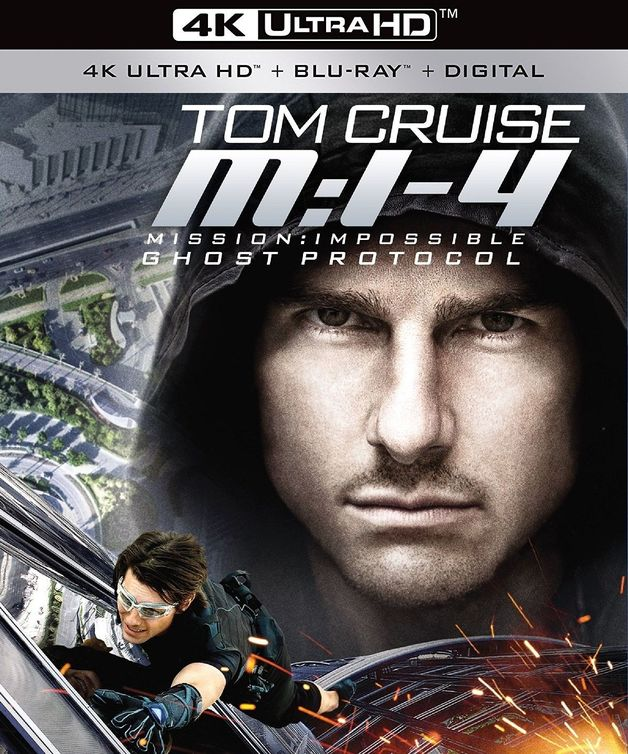 4K ULTRA HD™
4K ULTRA HD™ + BLU-RAY™ + DIGITAL
TOM CRUISE
M:I-4
MISSION:IMPOSSIBLE
GHOST PROTOCOL